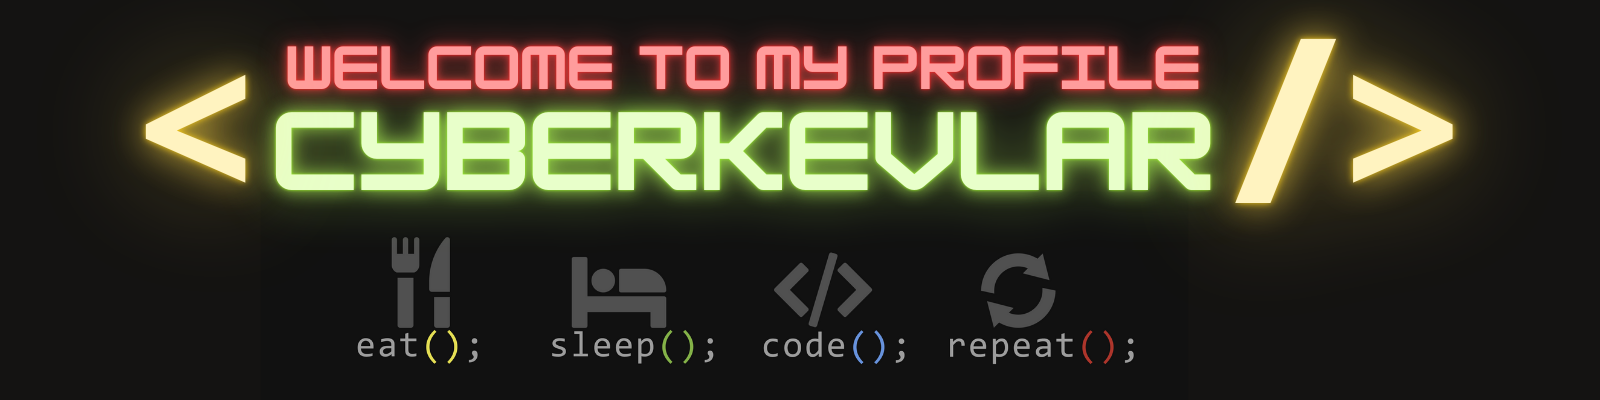 WELCOME TO MY PROFILE
< CYBERKEVLAR />
eat(); sleep(); code(); repeat();